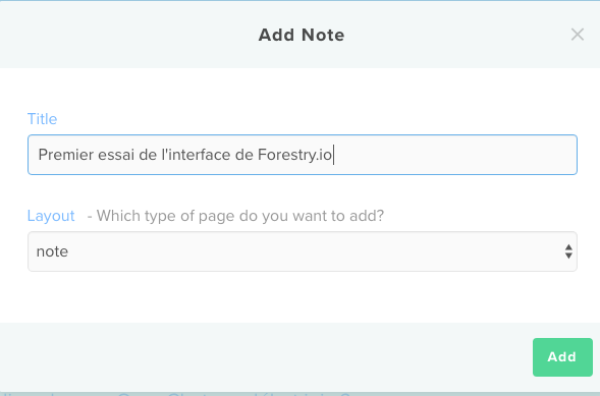 Add Note
Title
Premier essai de l'interface de Forestry.io
Layout - Which type of page do you want to add?
note
Add